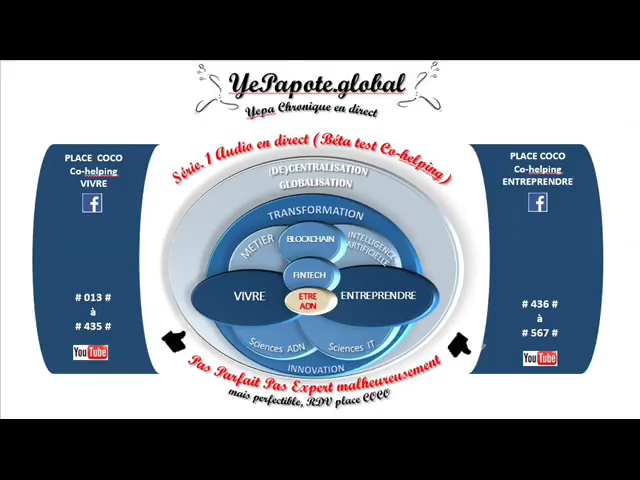 YePapote.global
Yepa Chronique en direct
Série. 1 Audio en direct ( Béta test Co-helping)
PLACE COCO
Co-helping
VIVRE
# 013 #
à
# 435 #
YouTube
(DE)CENTRALISATION
GLOBALISATION
TRANSFORMATION
METIER
BLOCKCHAIN
INTELLIGENCE
ARTIFICIELLE
FINTECH
VIVRE
ETRE
ADN
ENTREPRENDRE
Sciences ADN
Sciences IT
INNOVATION
Pas Parfait Pas Expert malheureusement
mais perfectible, RDV place COCO
PLACE COCO
Co-helping
ENTREPRENDRE
# 436 #
à
# 567 #
YouTube